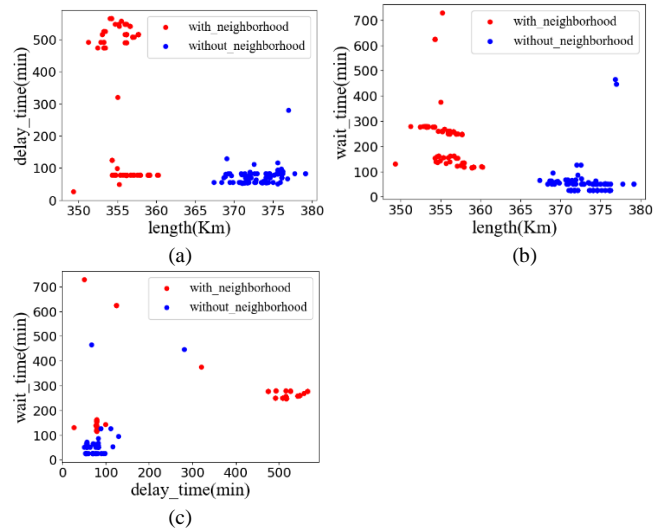 delay_time(min)
500
400
300
200
100
0
with_neighborhood
without_neighborhood
350 355 360 365 370 375 380
length(Km)
(a)
wait_time(min)
700
600
500
400
300
200
100
0
with_neighborhood
without_neighborhood
350 355 360 365 370 375 380
length(Km)
(b)
wait_time(min)
700
600
500
400
300
200
100
0
with_neighborhood
without_neighborhood
0 100 200 300 400 500
delay_time(min)
(c)